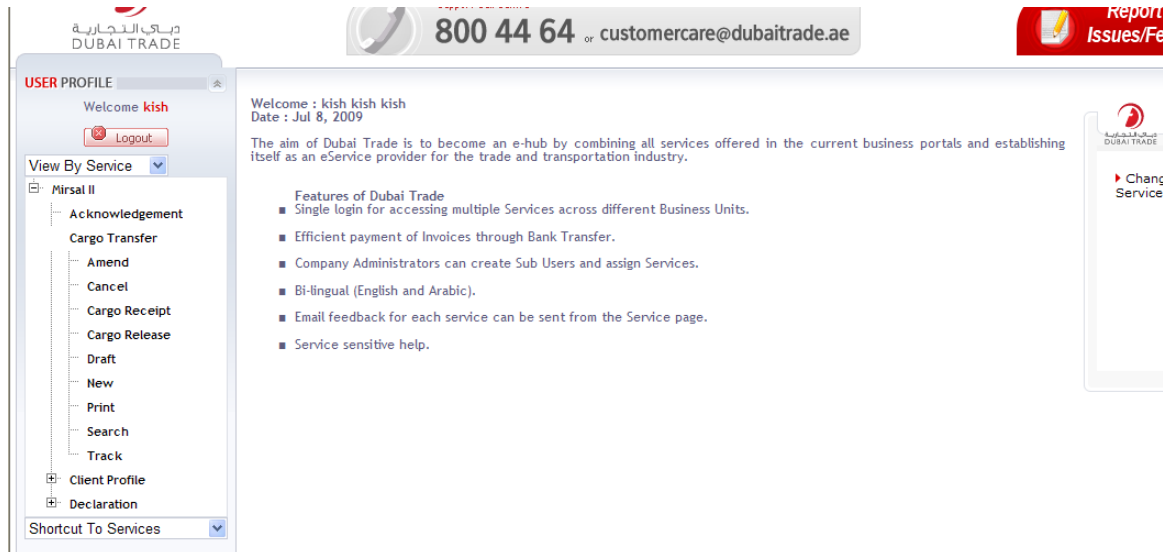 دبي التجارية
DUBAI TRADE
800 44 64 or customercare@dubaitrade.ae
Report
Issues/Fe
USER PROFILE
Welcome kish
Logout
View By Service
Mirsal II
Acknowledgement
Cargo Transfer
Amend
Cancel
Cargo Receipt
Cargo Release
Draft
New
Print
Search
Track
Client Profile
Declaration
Shortcut To Services
Welcome : kish kish kish
Date : Jul 8, 2009
The aim of Dubai Trade is to become an e-hub by combining all services offered in the current business portals and establishing
itself as an eService provider for the trade and transportation industry.
Features of Dubai Trade
Single login for accessing multiple Services across different Business Units.
Efficient payment of Invoices through Bank Transfer.
Company Administrators can create Sub Users and assign Services.
Bi-lingual (English and Arabic).
Email feedback for each service can be sent from the Service page.
Service sensitive help.
دبي التجارية
DUBAI TRADE
Chang
Service